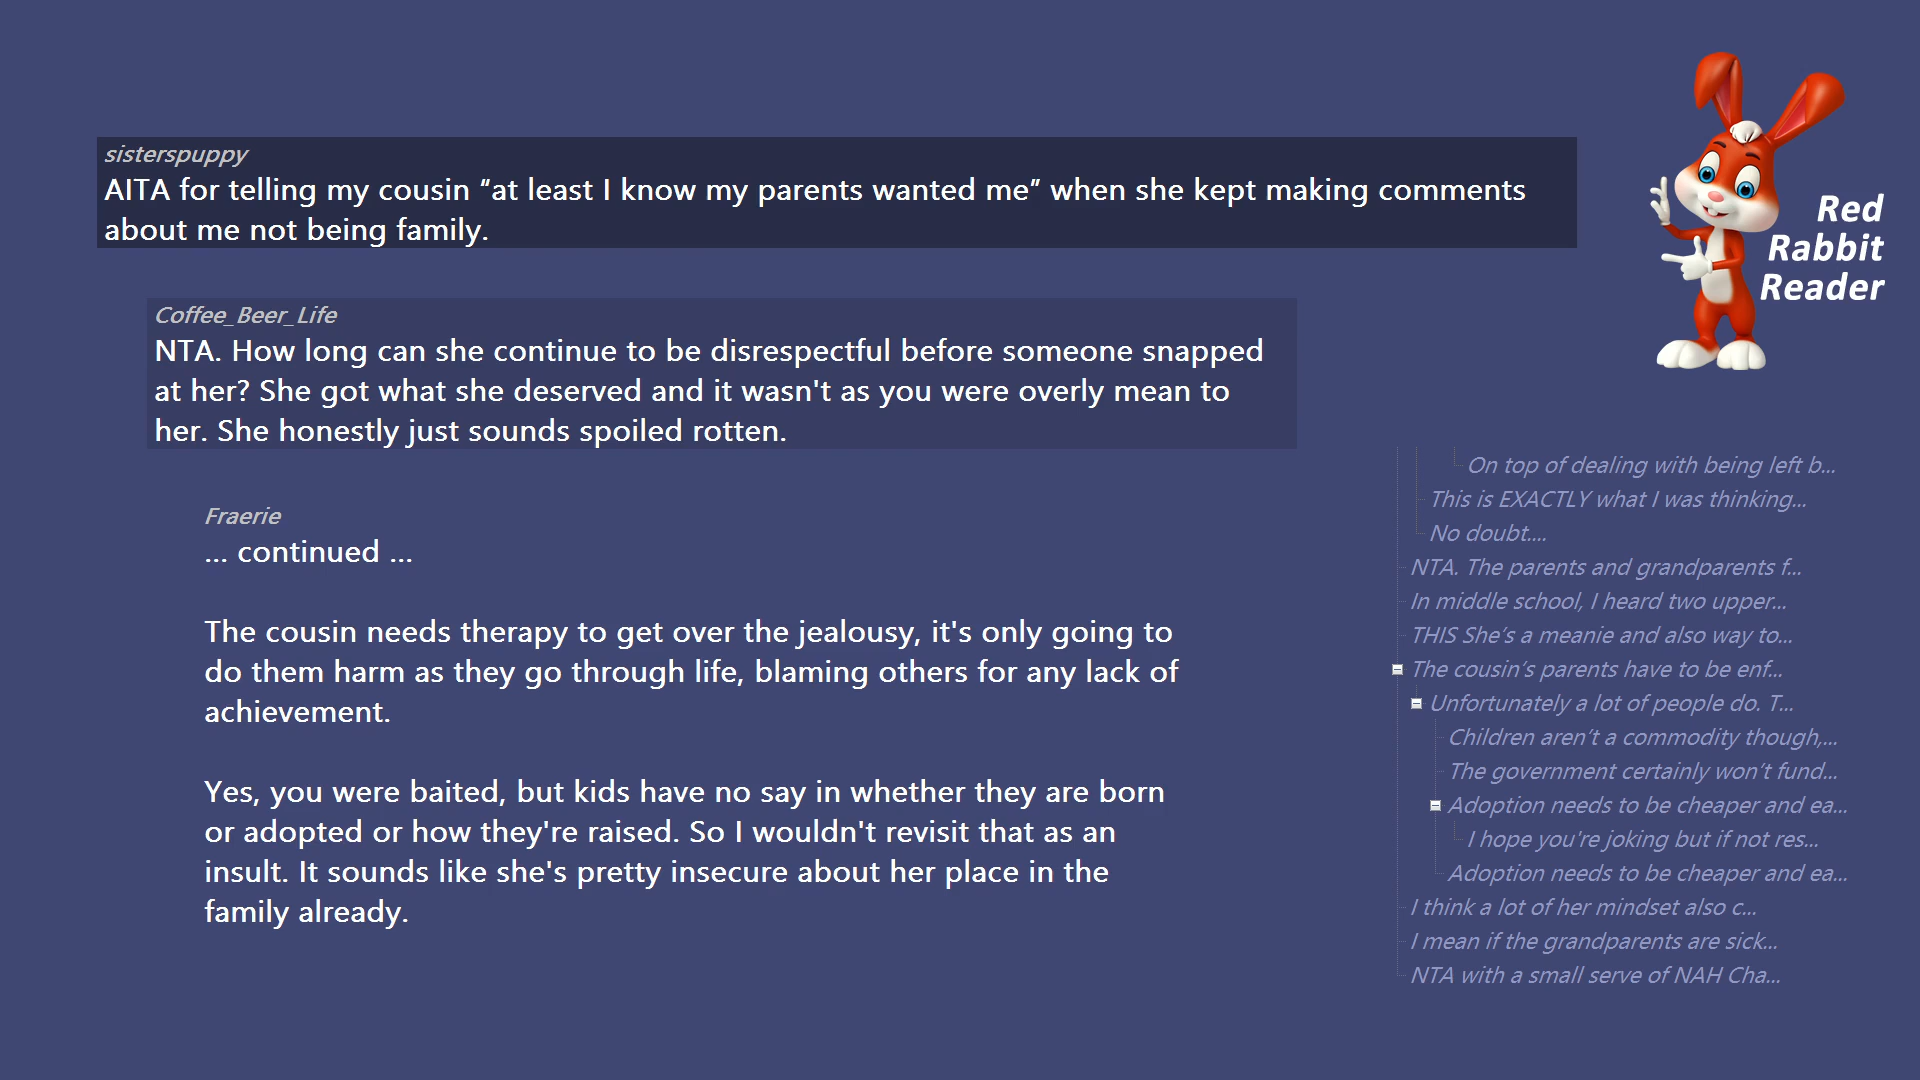 sisterspuppy
AITA for telling my cousin “at least I know my parents wanted me” when she kept making comments
about me not being family.
Coffee_Beer_Life
NTA. How long can she continue to be disrespectful before someone snapped
at her? She got what she deserved and it wasn't as you were overly mean to
her. She honestly just sounds spoiled rotten.
Fraerie
... continued ...
The cousin needs therapy to get over the jealousy, it's only going to
do them harm as they go through life, blaming others for any lack of
achievement.
Yes, you were baited, but kids have no say in whether they are born
or adopted or how they're raised. So I wouldn't revisit that as an
insult. It sounds like she's pretty insecure about her place in the
family already.
Red
Rabbit
Reader
On top of dealing with being left b...
This is EXACTLY what I was thinking...
No doubt....
NTA. The parents and grandparents f...
In middle school, I heard two upper...
THIS She’s a meanie and also way to...
The cousin’s parents have to be enf...
Unfortunately a lot of people do. T...
Children aren’t a commodity though,...
The government certainly won’t fund...
Adoption needs to be cheaper and ea...
I hope you're joking but if not res...
Adoption needs to be cheaper and ea...
I think a lot of her mindset also c...
I mean if the grandparents are sick...
NTA with a small serve of NAH Cha...